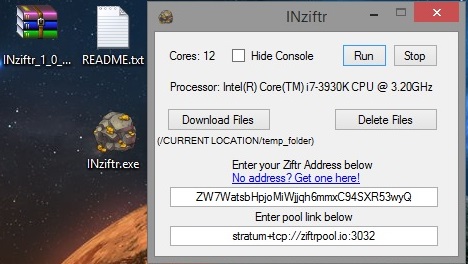 INziftr_1_0_...
README.txt
INziftr.exe
INziftr
Cores: 12
Hide Console
Run
Stop
Processor: Intel(R) Core(TM) i7-3930K CPU @ 3.20GHz
Download Files
Delete Files
(/CURRENT LOCATION/temp_folder)
Enter your Ziftr Address below
No address? Get one here!
ZW7WatsbHpjoMiWjjqh6mmxC94SXR53wyQ
Enter pool link below
stratum+tcp://ziftrpool.io:3032